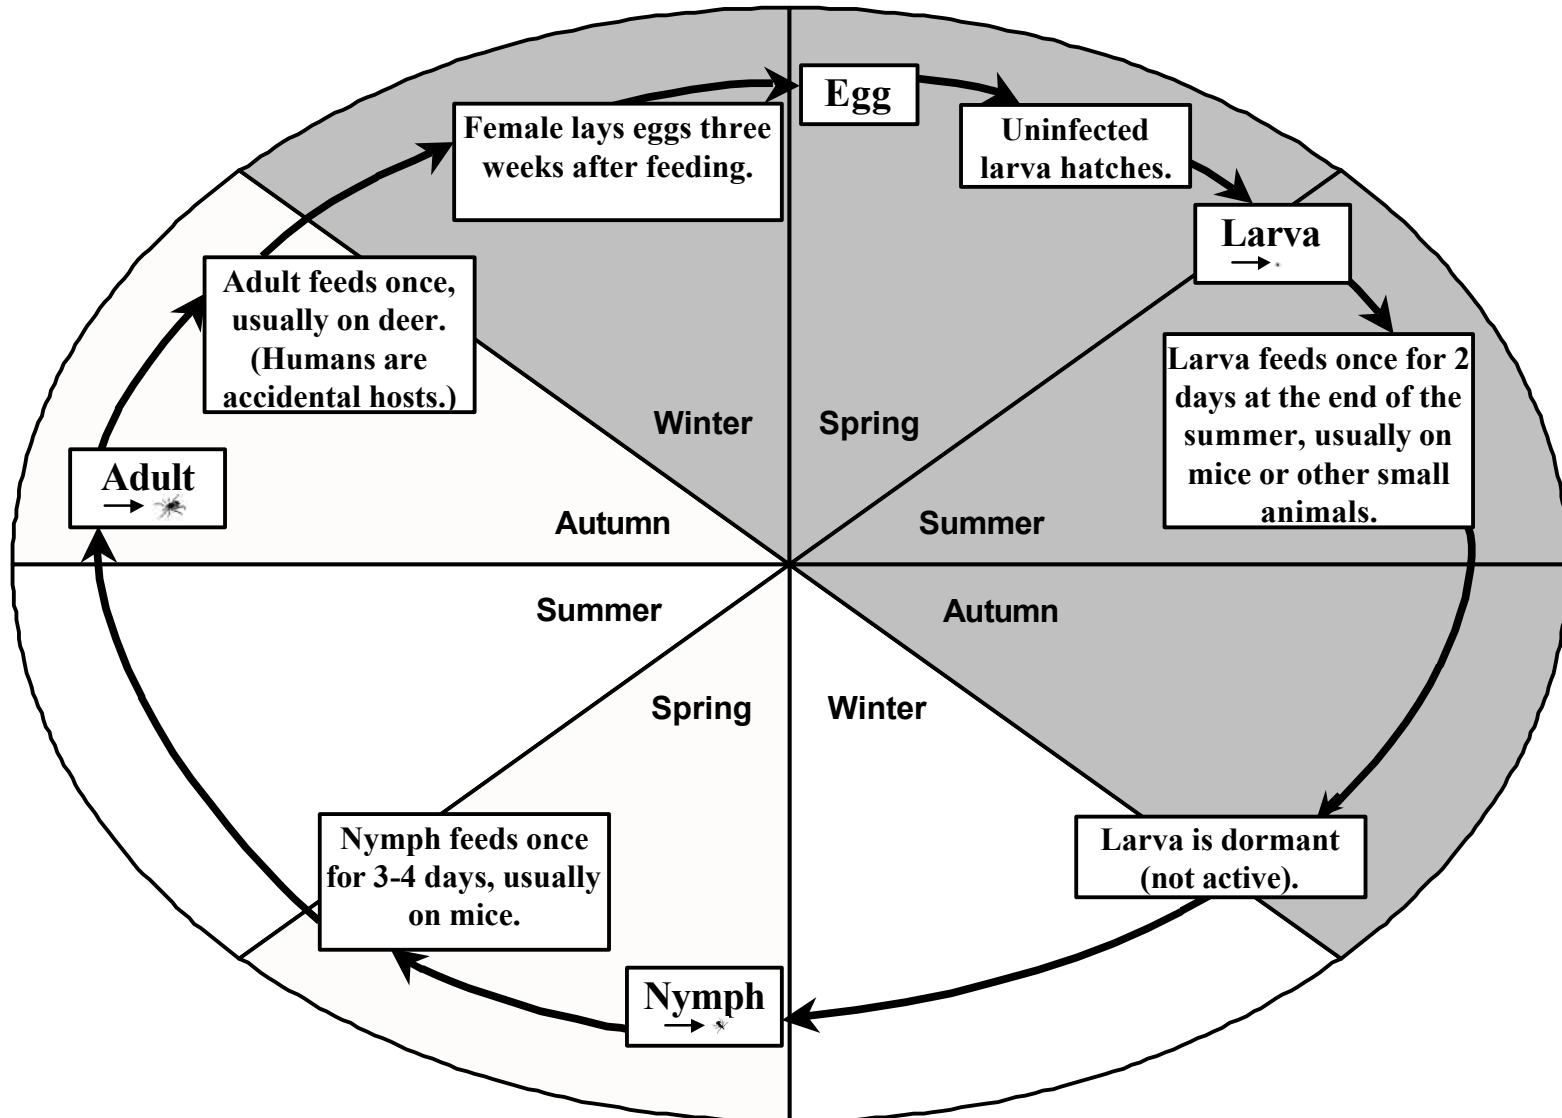 Egg
Uninfected
larva hatches.
Larva
Larva feeds once for 2
days at the end of the
summer, usually on
mice or other small
animals.
Larva is dormant
(not active).
Nymph
Nymph feeds once
for 3-4 days, usually
on mice.
Adult
Adult feeds once,
usually on deer.
(Humans are
accidental hosts.)
Female lays eggs three
weeks after feeding.
Winter
Spring
Autumn
Summer
Summer
Autumn
Spring
Winter